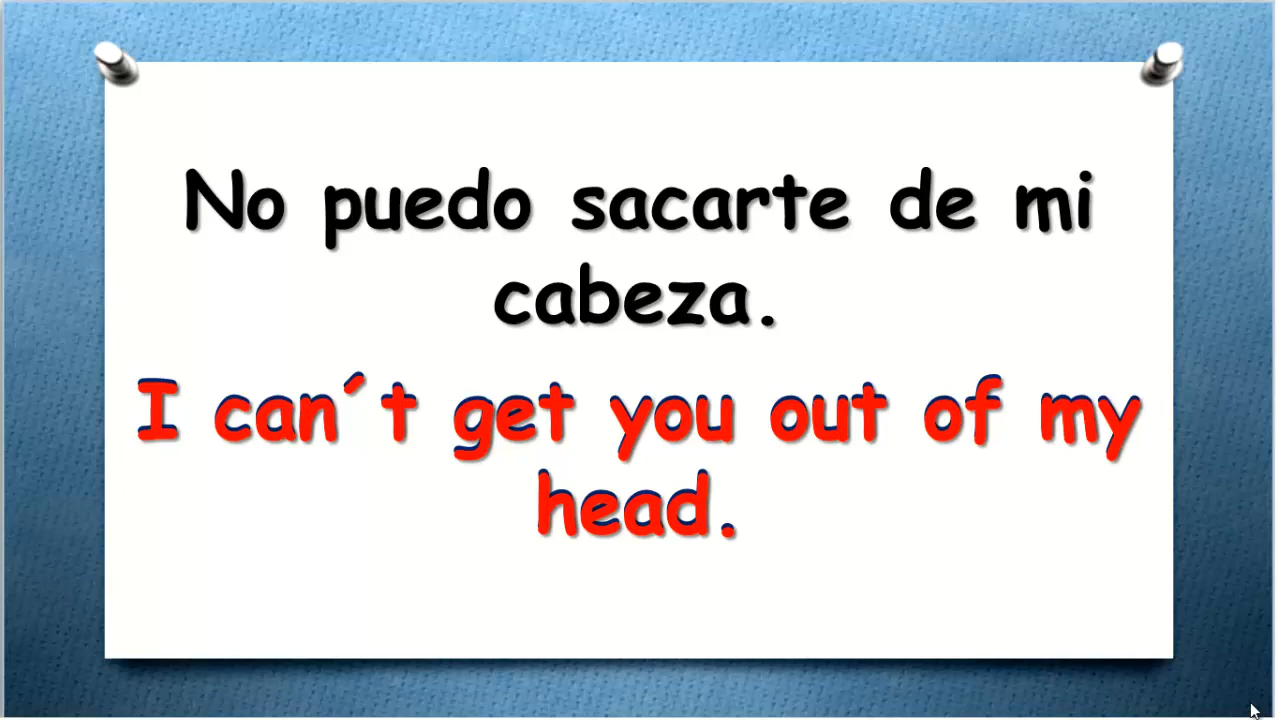 No puedo sacarte de mi
cabeza.
I can´t get you out of my
head.